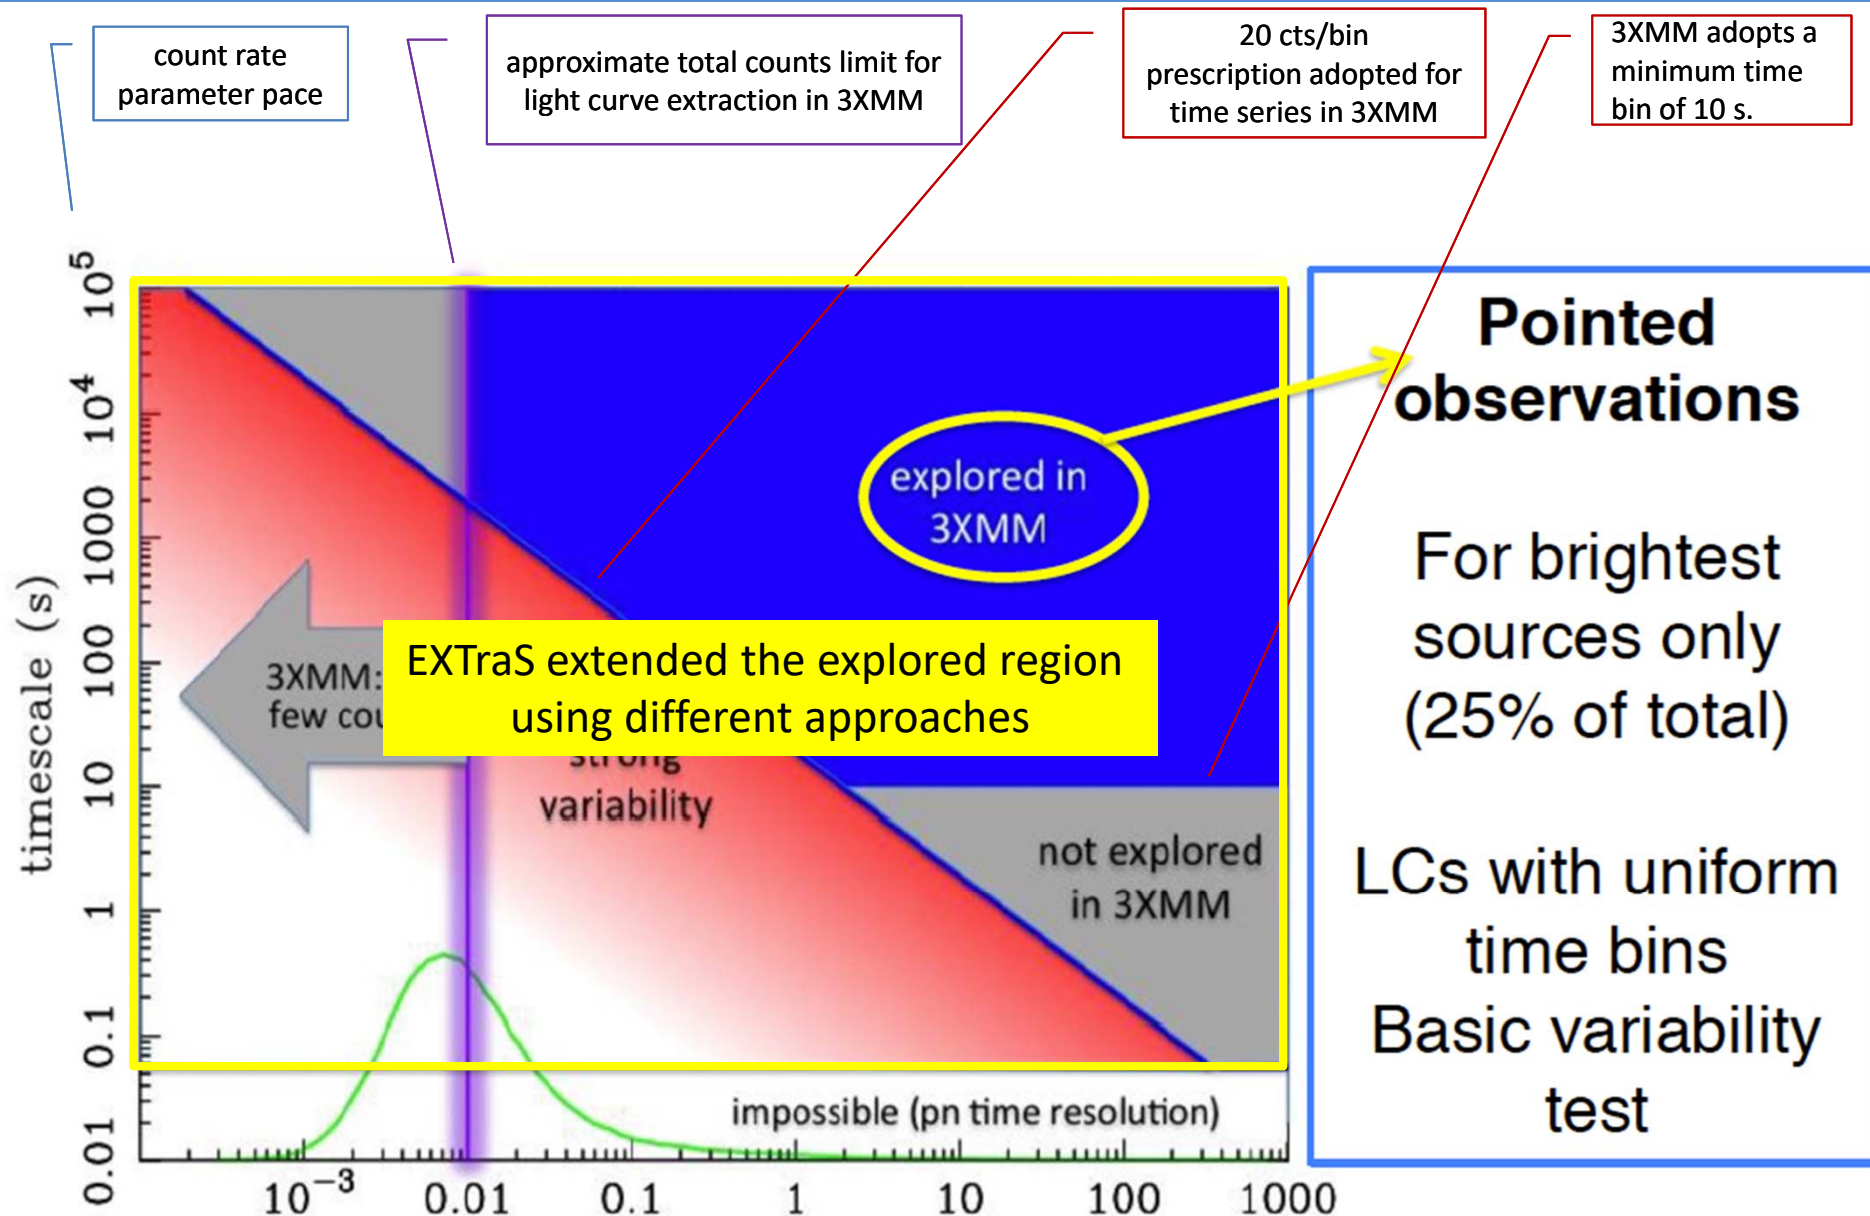 count rate
parameter pace
approximate total counts limit for
light curve extraction in 3XMM
20 cts/bin
prescription adopted for
time series in 3XMM
3XMM adopts a
minimum time
bin of 10 s.
timescale (s)
10⁵
10⁴
1000
100
10
1
0.1
0.01
explored in
3XMM
3XMM:
few cou
EXTraS extended the explored region
using different approaches
strong
variability
not explored
in 3XMM
impossible (pn time resolution)
10⁻³ 0.01 0.1 1 10 100 1000
Pointed
observations
For brightest
sources only
(25% of total)
LCs with uniform
time bins
Basic variability
test